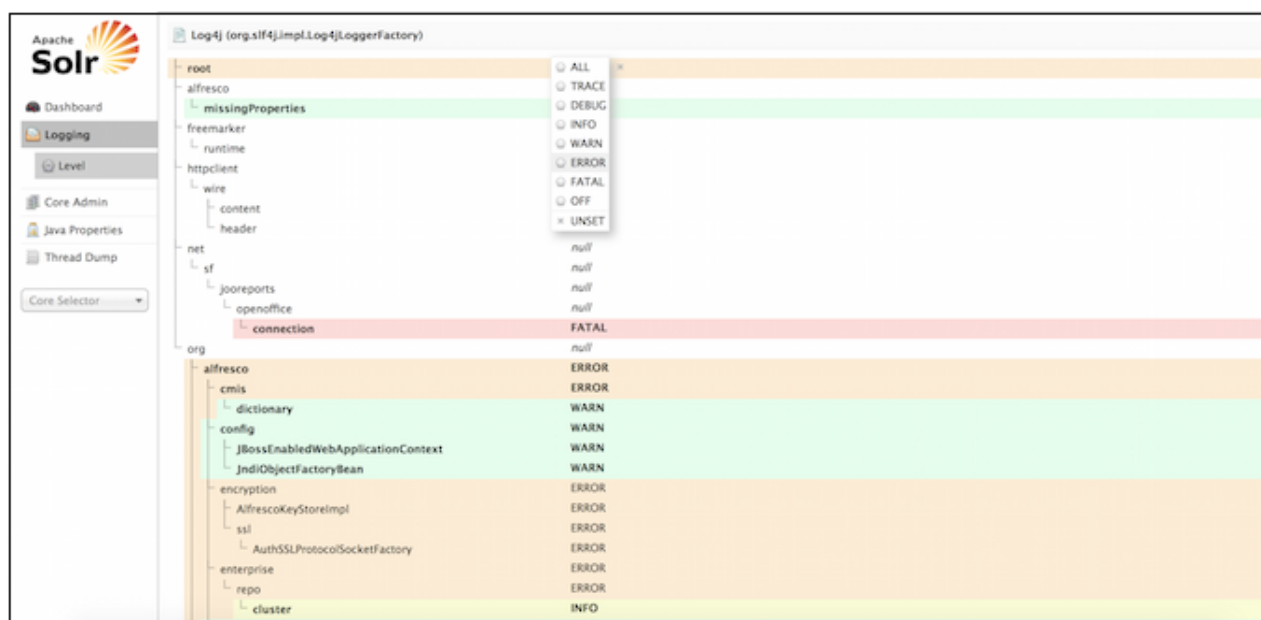 Apache
Solr
Dashboard
Logging
Level
Core Admin
Java Properties
Thread Dump
Core Selector
Log4j (org.slf4j.impl.Log4jLoggerFactory)
root
alfresco
missingProperties
freemarker
runtime
httpclient
wire
content
header
ALL
TRACE
DEBUG
INFO
WARN
ERROR
FATAL
OFF
UNSET
net null
sf null
jooreports null
openoffice null
connection FATAL
org null
alfresco ERROR
cmis ERROR
dictionary WARN
config WARN
JBossEnabledWebApplicationContext WARN
JndiObjectFactoryBean WARN
encryption ERROR
AlfrescoKeyStoreImpl ERROR
ssl ERROR
AuthSSLProtocolSocketFactory ERROR
enterprise ERROR
repo ERROR
cluster INFO